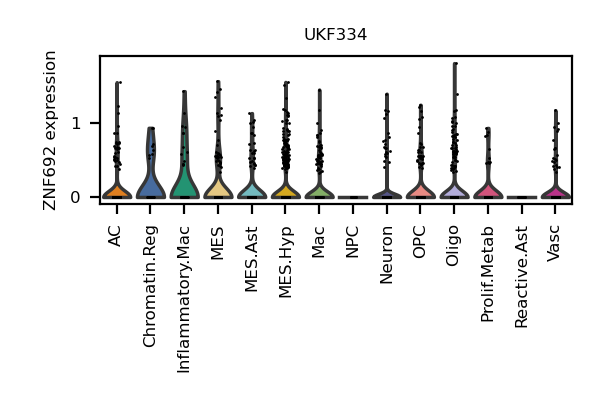 UKF334
ZNF692 expression
1
0
AC
Chromatin.Reg
Inflammatory.Mac
MES
MES.Ast
MES.Hyp
Mac
NPC
Neuron
OPC
Oligo
Prolif.Metab
Reactive.Ast
Vasc